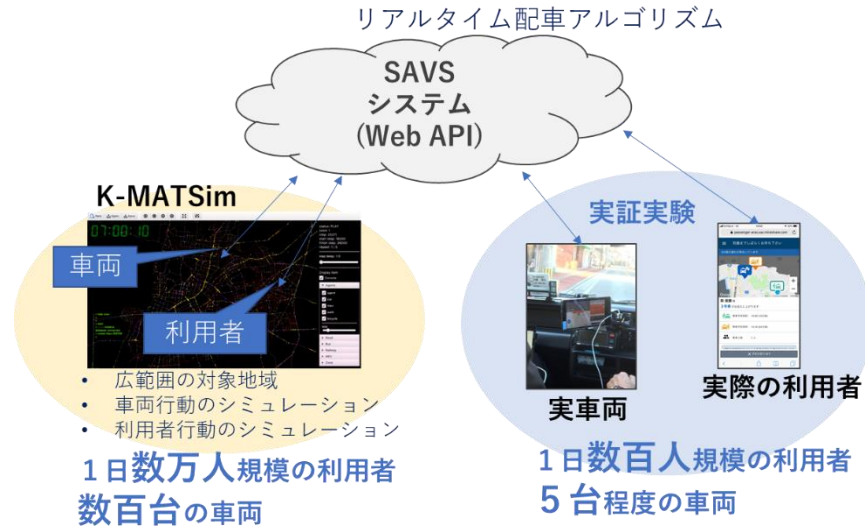 リアルタイム配車アルゴリズム
SAVS
システム
(Web API)
K-MATSim
07:00:10
車両
利用者
• 広範囲の対象地域
• 車両行動のシミュレーション
• 利用者行動のシミュレーション
1日数万人規模の利用者
数百台の車両
実証実験
実車両
実際の利用者
1日数百人規模の利用者
5台程度の車両